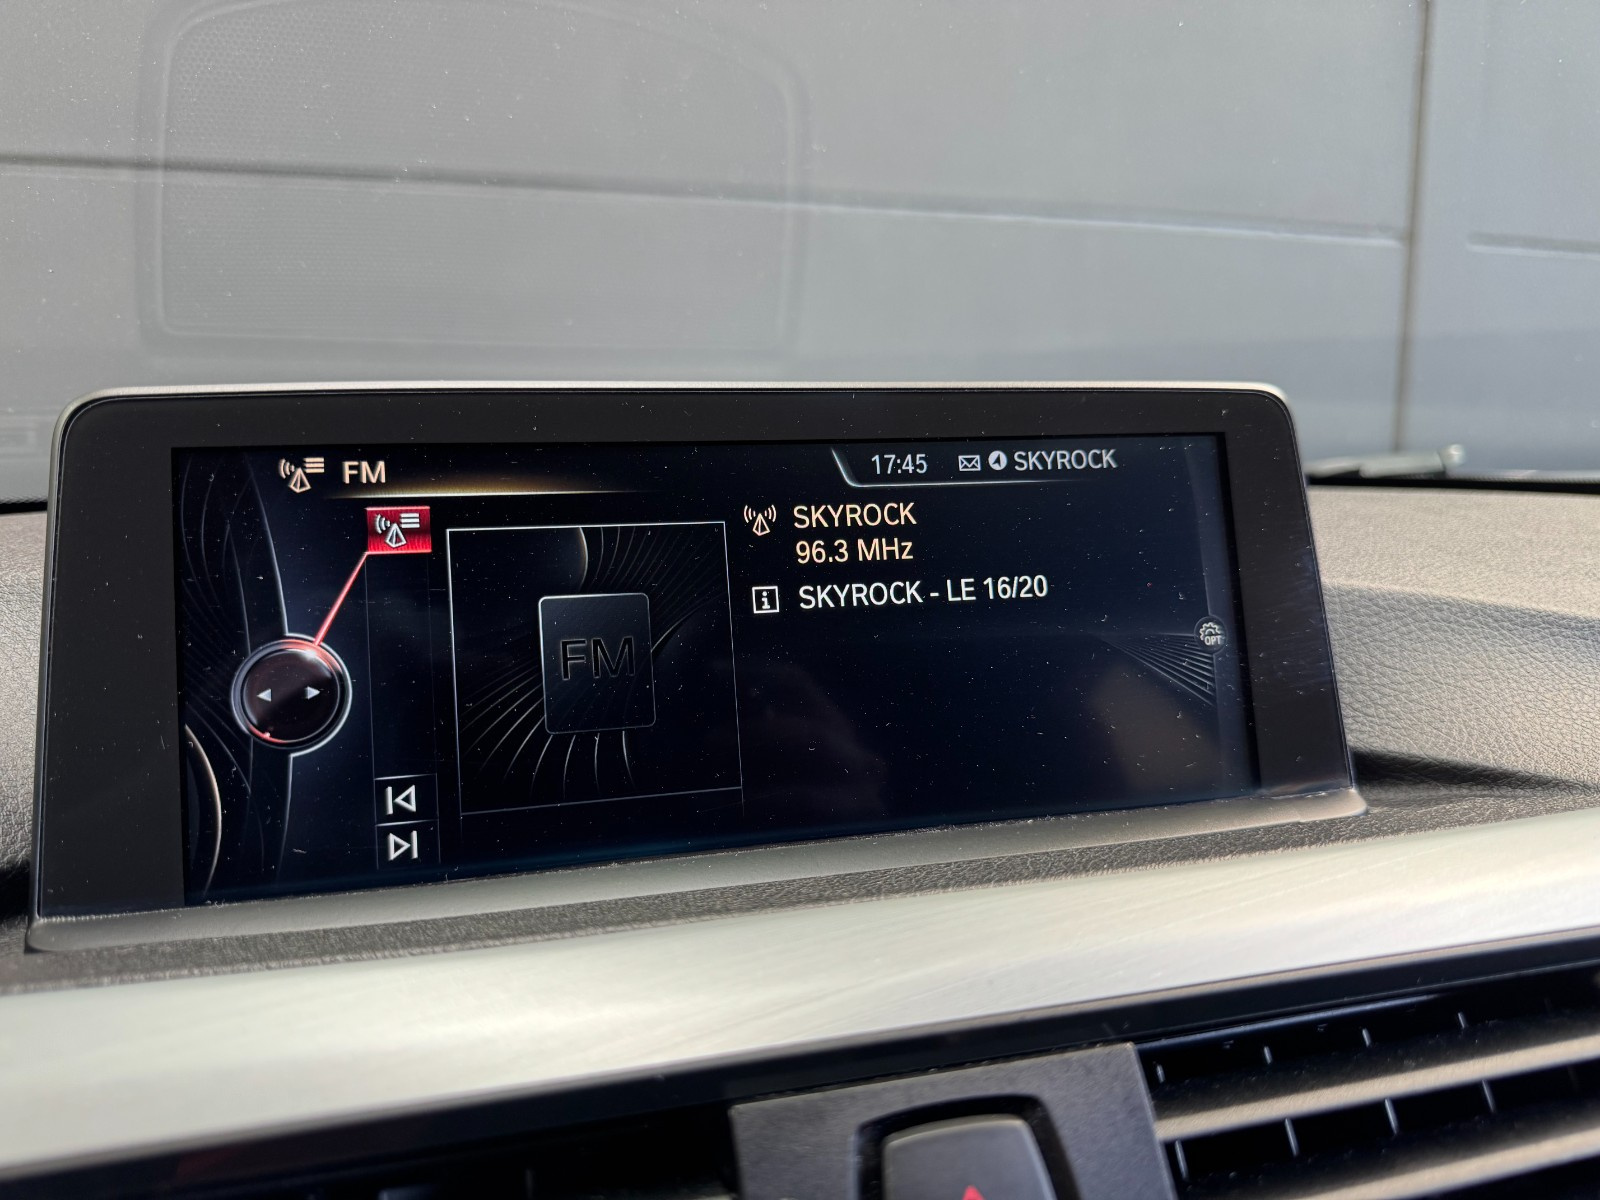 FM
17:45 SKYROCK
SKYROCK
96.3 MHz
SKYROCK - LE 16/20
FM
OPT